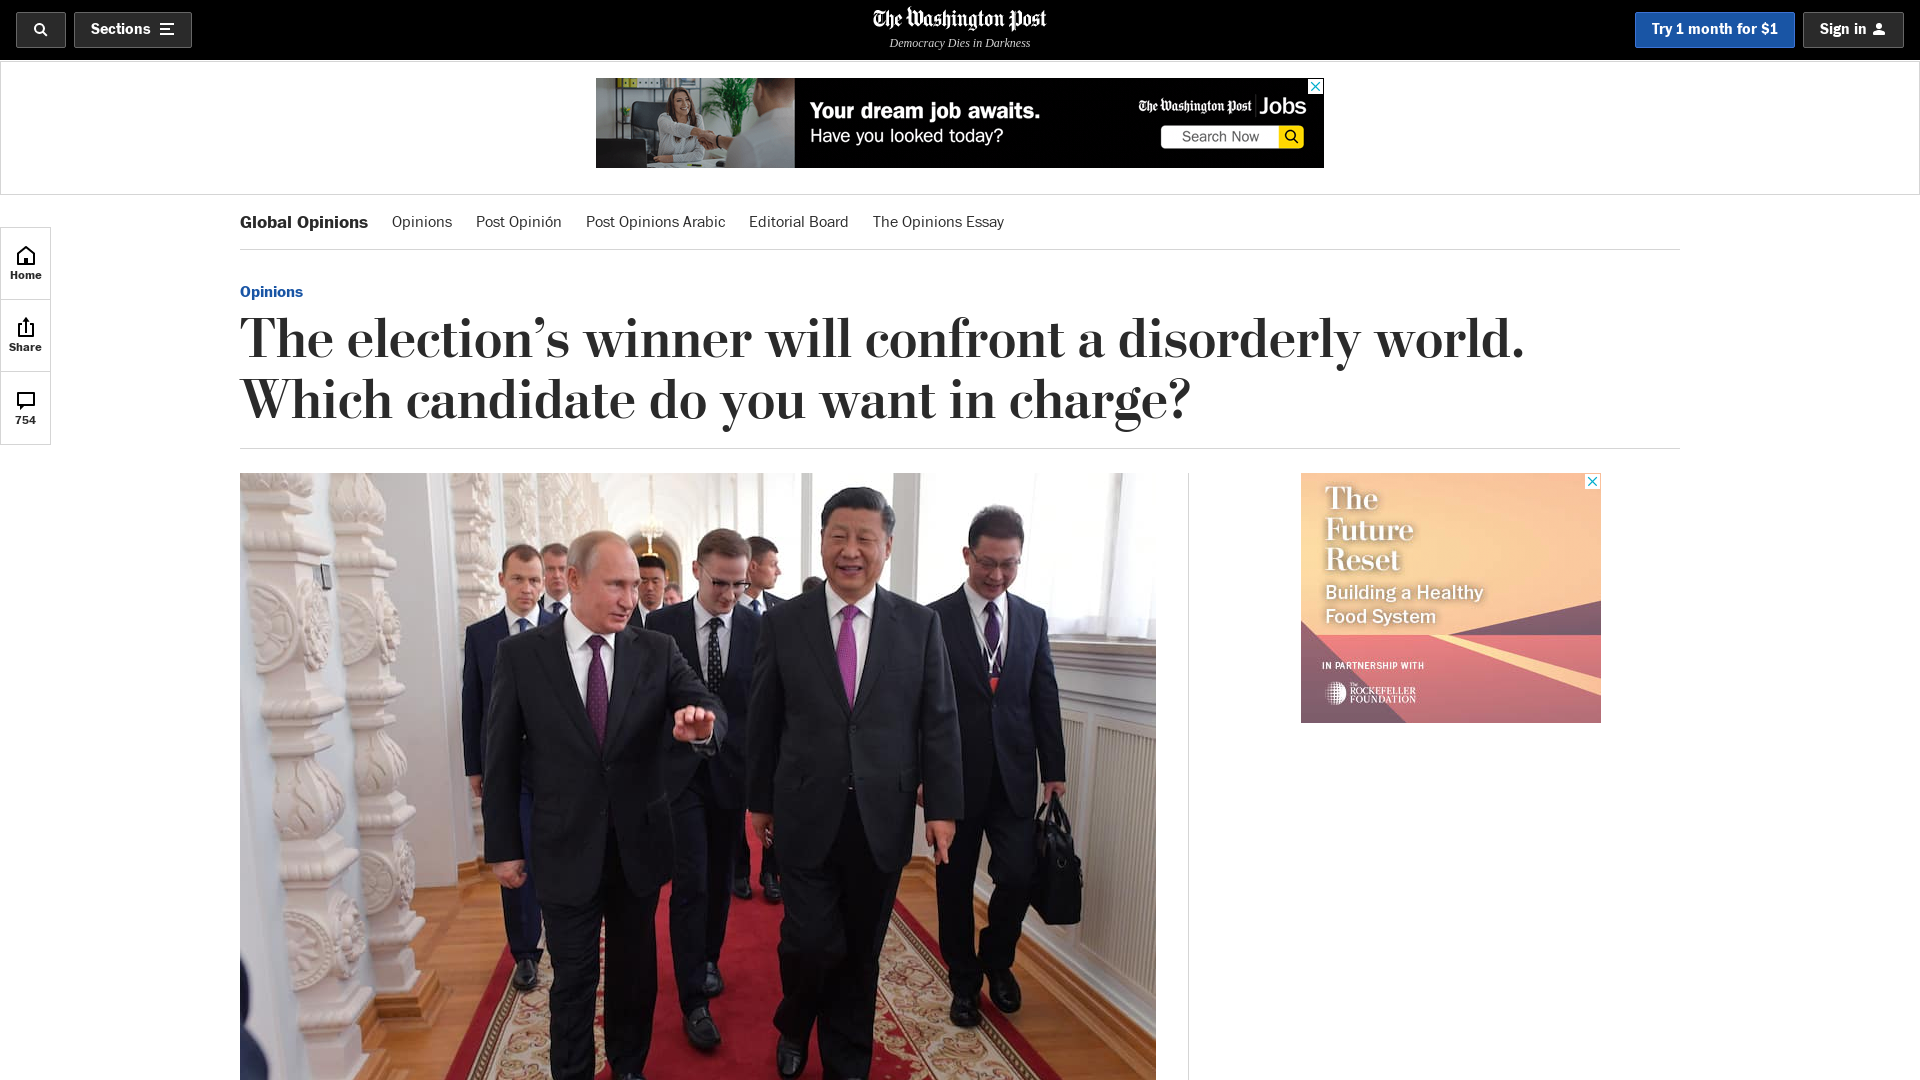 Sections
The Washington Post
Democracy Dies in Darkness
Try 1 month for $1
Sign in
Your dream job awaits.
Have you looked today?
The Washington Post Jobs
Search Now
Global Opinions Opinions Post Opinión Post Opinions Arabic Editorial Board The Opinions Essay
Home
Share
754
Opinions
The election’s winner will confront a disorderly world.
Which candidate do you want in charge?
The
Future
Reset
Building a Healthy
Food System
IN PARTNERSHIP WITH
The
ROCKEFELLER
FOUNDATION